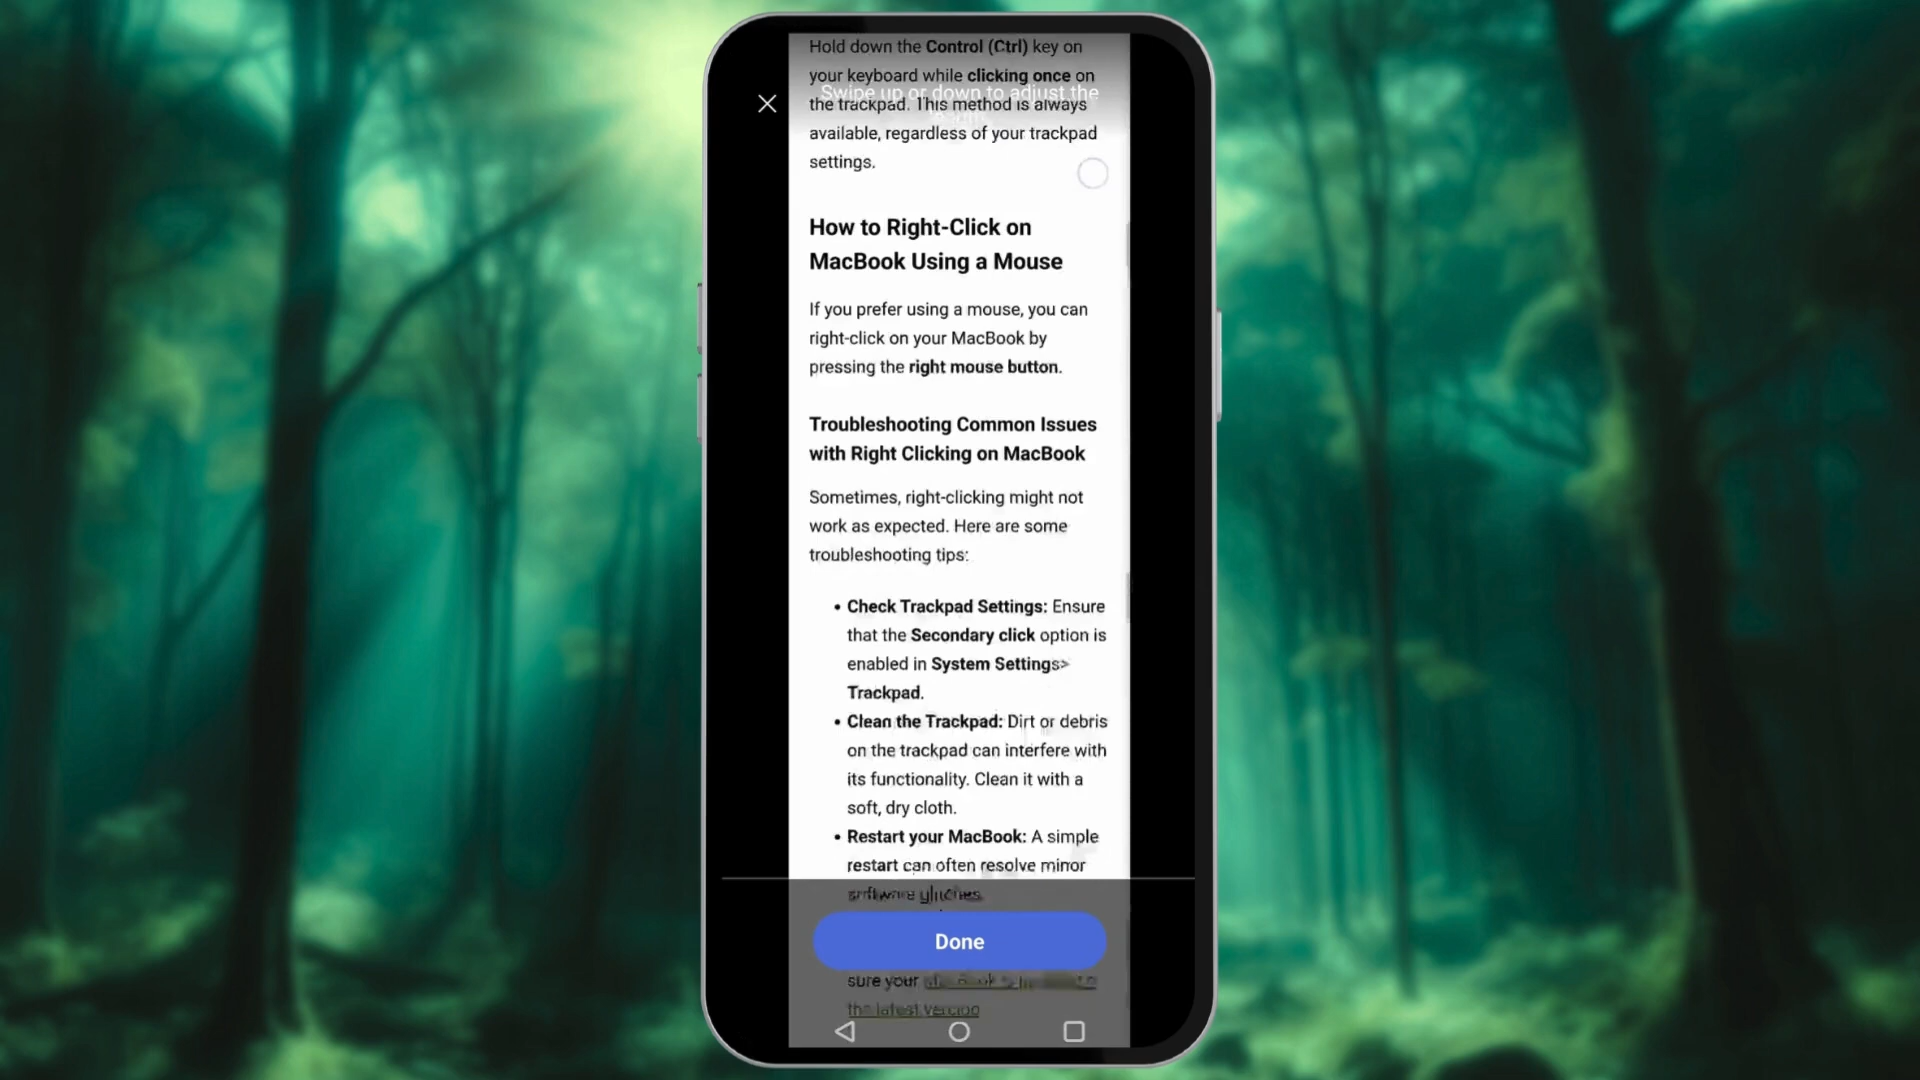 Hold down the Control (Ctrl) key on
your keyboard while clicking once on
Swipe up or down to adjust the
the trackpad. This method is always
available, regardless of your trackpad
settings.
How to Right-Click on
MacBook Using a Mouse
If you prefer using a mouse, you can
right-click on your MacBook by
pressing the right mouse button.
Troubleshooting Common Issues
with Right Clicking on MacBook
Sometimes, right-clicking might not
work as expected. Here are some
troubleshooting tips:
• Check Trackpad Settings: Ensure
that the Secondary click option is
enabled in System Settings>
Trackpad.
• Clean the Trackpad: Dirt or debris
on the trackpad can interfere with
its functionality. Clean it with a
soft, dry cloth.
• Restart your MacBook: A simple
restart can often resolve minor
software glitches.
Done
sure your
the latest version